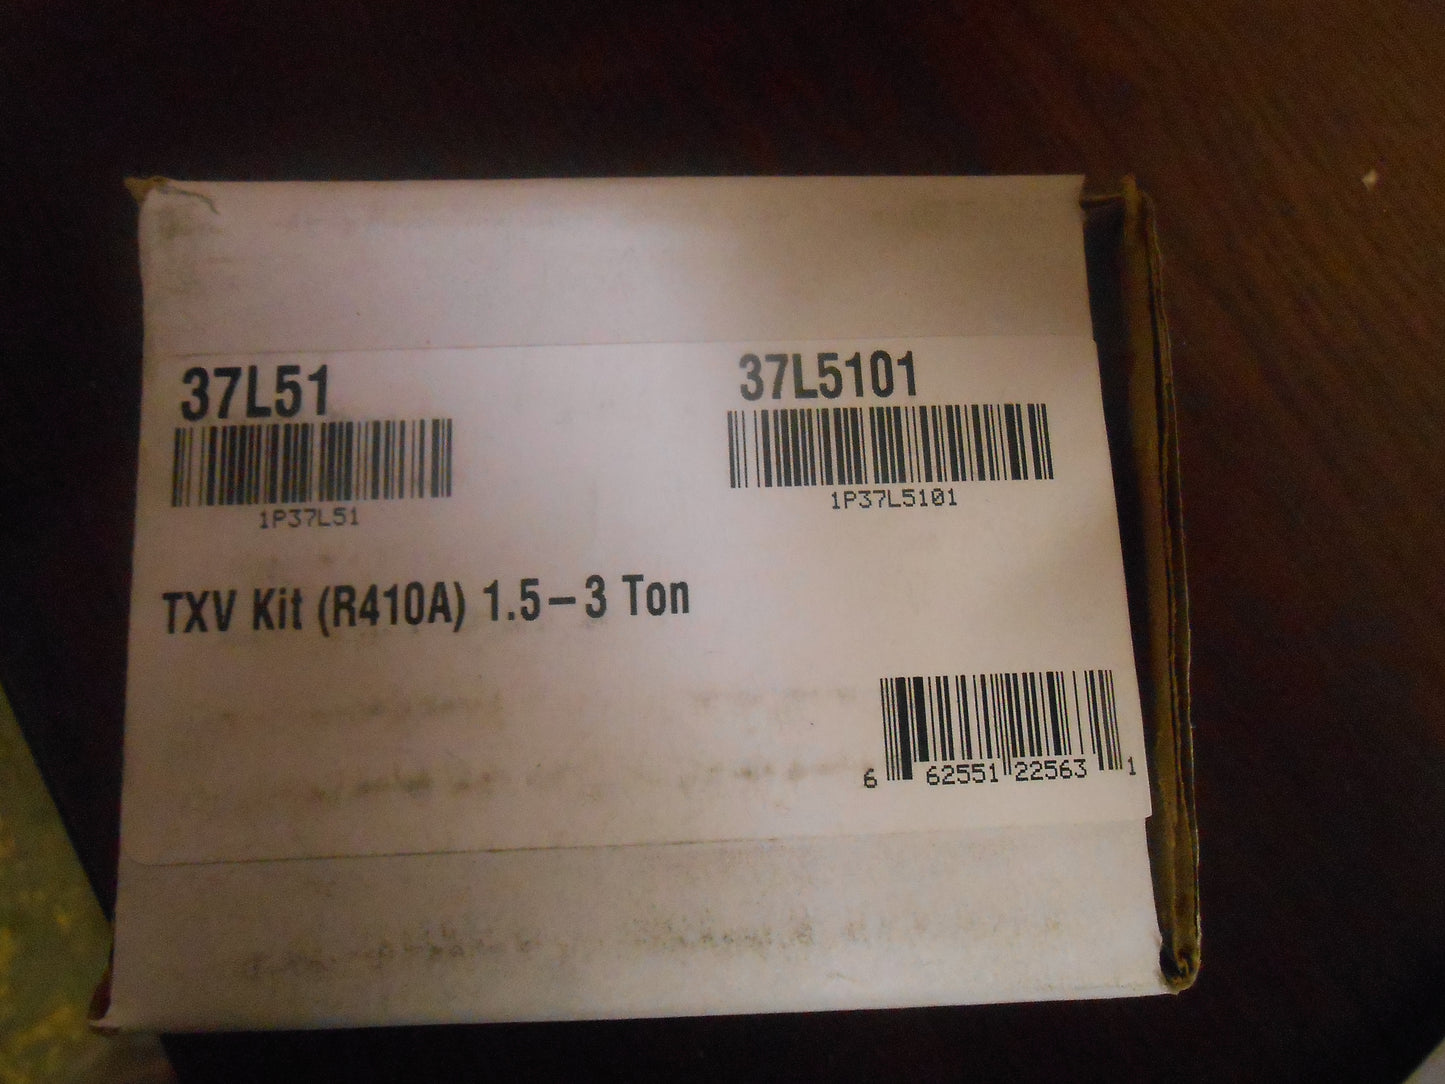 37L51
1P37L51
37L5101
1P37L5101
TXV Kit (R410A) 1.5–3 Ton
6 62551 22563 1